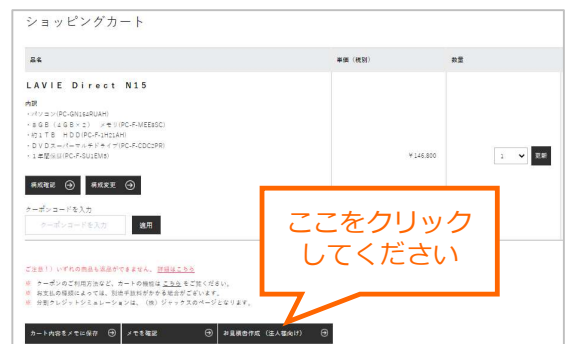 ショッピングカート
品名 単価（税別） 数量
LAVIE Direct N15
内訳
・パソコン(PC-GN164RUAH)
・8GB（4GB×2） メモリ(PC-F-MEE8SC)
・約1TB HDD(PC-F-1H21AH)
・DVDスーパーマルチドライブ(PC-F-CDC2PR)
・1年間保証(PC-F-SU1EM8)
￥146,800 1 更新
構成確認 構成変更
クーポンコードを入力
クーポンコードを入力 適用
ここをクリック
してください
ご注意！）いずれの商品も返品ができません。 詳細はこちら
クーポンのご利用方法など、カートの機能は こちら をご覧ください。
お支払の種類によっては、別途手数料がかかる場合がございます。
分割クレジットシミュレーションは、（株）ジャックスのページとなります。
カート内容をメモに保存 メモを確認 お見積書作成（法人様向け）